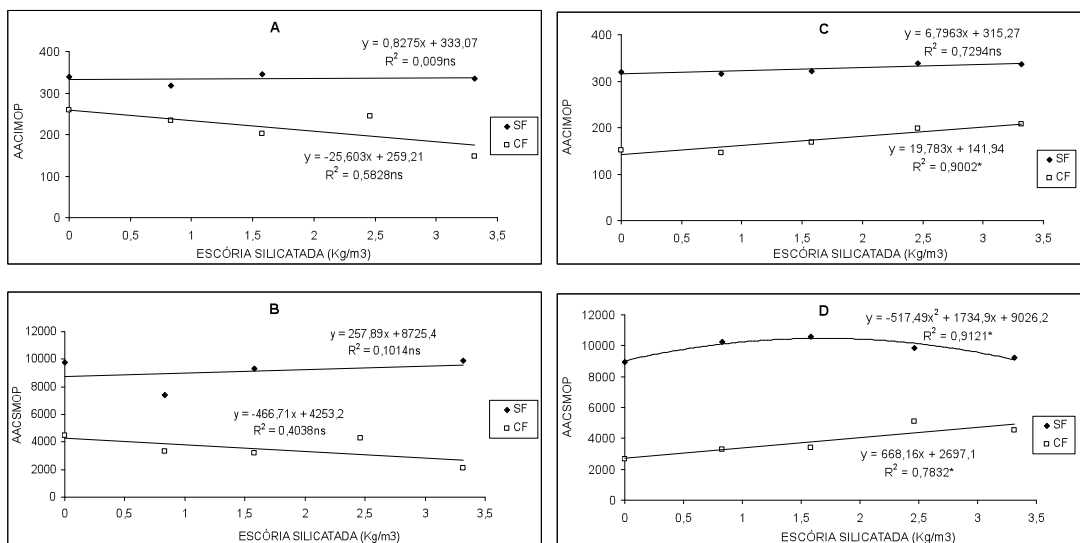 A
y = 0,8275x + 333,07
R² = 0,009ns
400
300
200
100
0
AACIMOP
y = -25,603x + 259,21
R² = 0,5828ns
SF
CF
0 0,5 1 1,5 2 2,5 3 3,5
ESCÓRIA SILICATADA (Kg/m3)
C
y = 6,7963x + 315,27
R² = 0,7294ns
400
300
200
100
0
AACIMOP
y = 19,783x + 141,94
R² = 0,9002*
SF
CF
0 0,5 1 1,5 2 2,5 3 3,5
ESCÓRIA SILICATADA (Kg/m3)
B
y = 257,89x + 8725,4
R² = 0,1014ns
12000
10000
8000
6000
4000
2000
0
AACSMOP
y = -466,71x + 4253,2
R² = 0,4038ns
SF
CF
0 0,5 1 1,5 2 2,5 3 3,5
ESCÓRIA SILICATADA (Kg/m3)
D
y = -517,49x² + 1734,9x + 9026,2
R² = 0,9121*
12000
10000
8000
6000
4000
2000
0
AACSMOP
y = 668,16x + 2697,1
R² = 0,7832*
SF
CF
0 0,5 1 1,5 2 2,5 3 3,5
ESCÓRIA SILICATADA (Kg/m3)